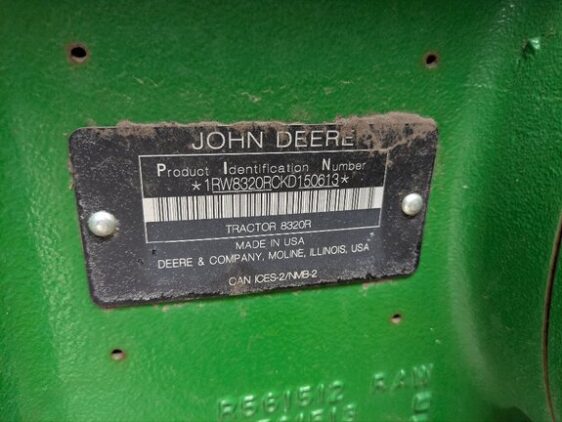 JOHN DEERE
Product Identification Number
*1RW8320RCKD150613*
TRACTOR 8320R
MADE IN USA
DEERE & COMPANY, MOLINE, ILLINOIS, USA
CAN ICES-2/NMB-2
R561512 RAW